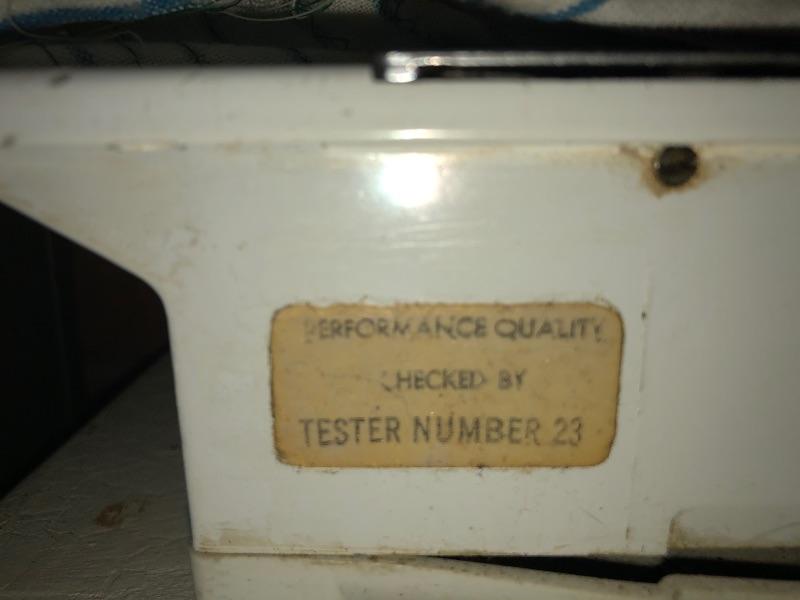 PERFORMANCE QUALITY
CHECKED BY
TESTER NUMBER 23